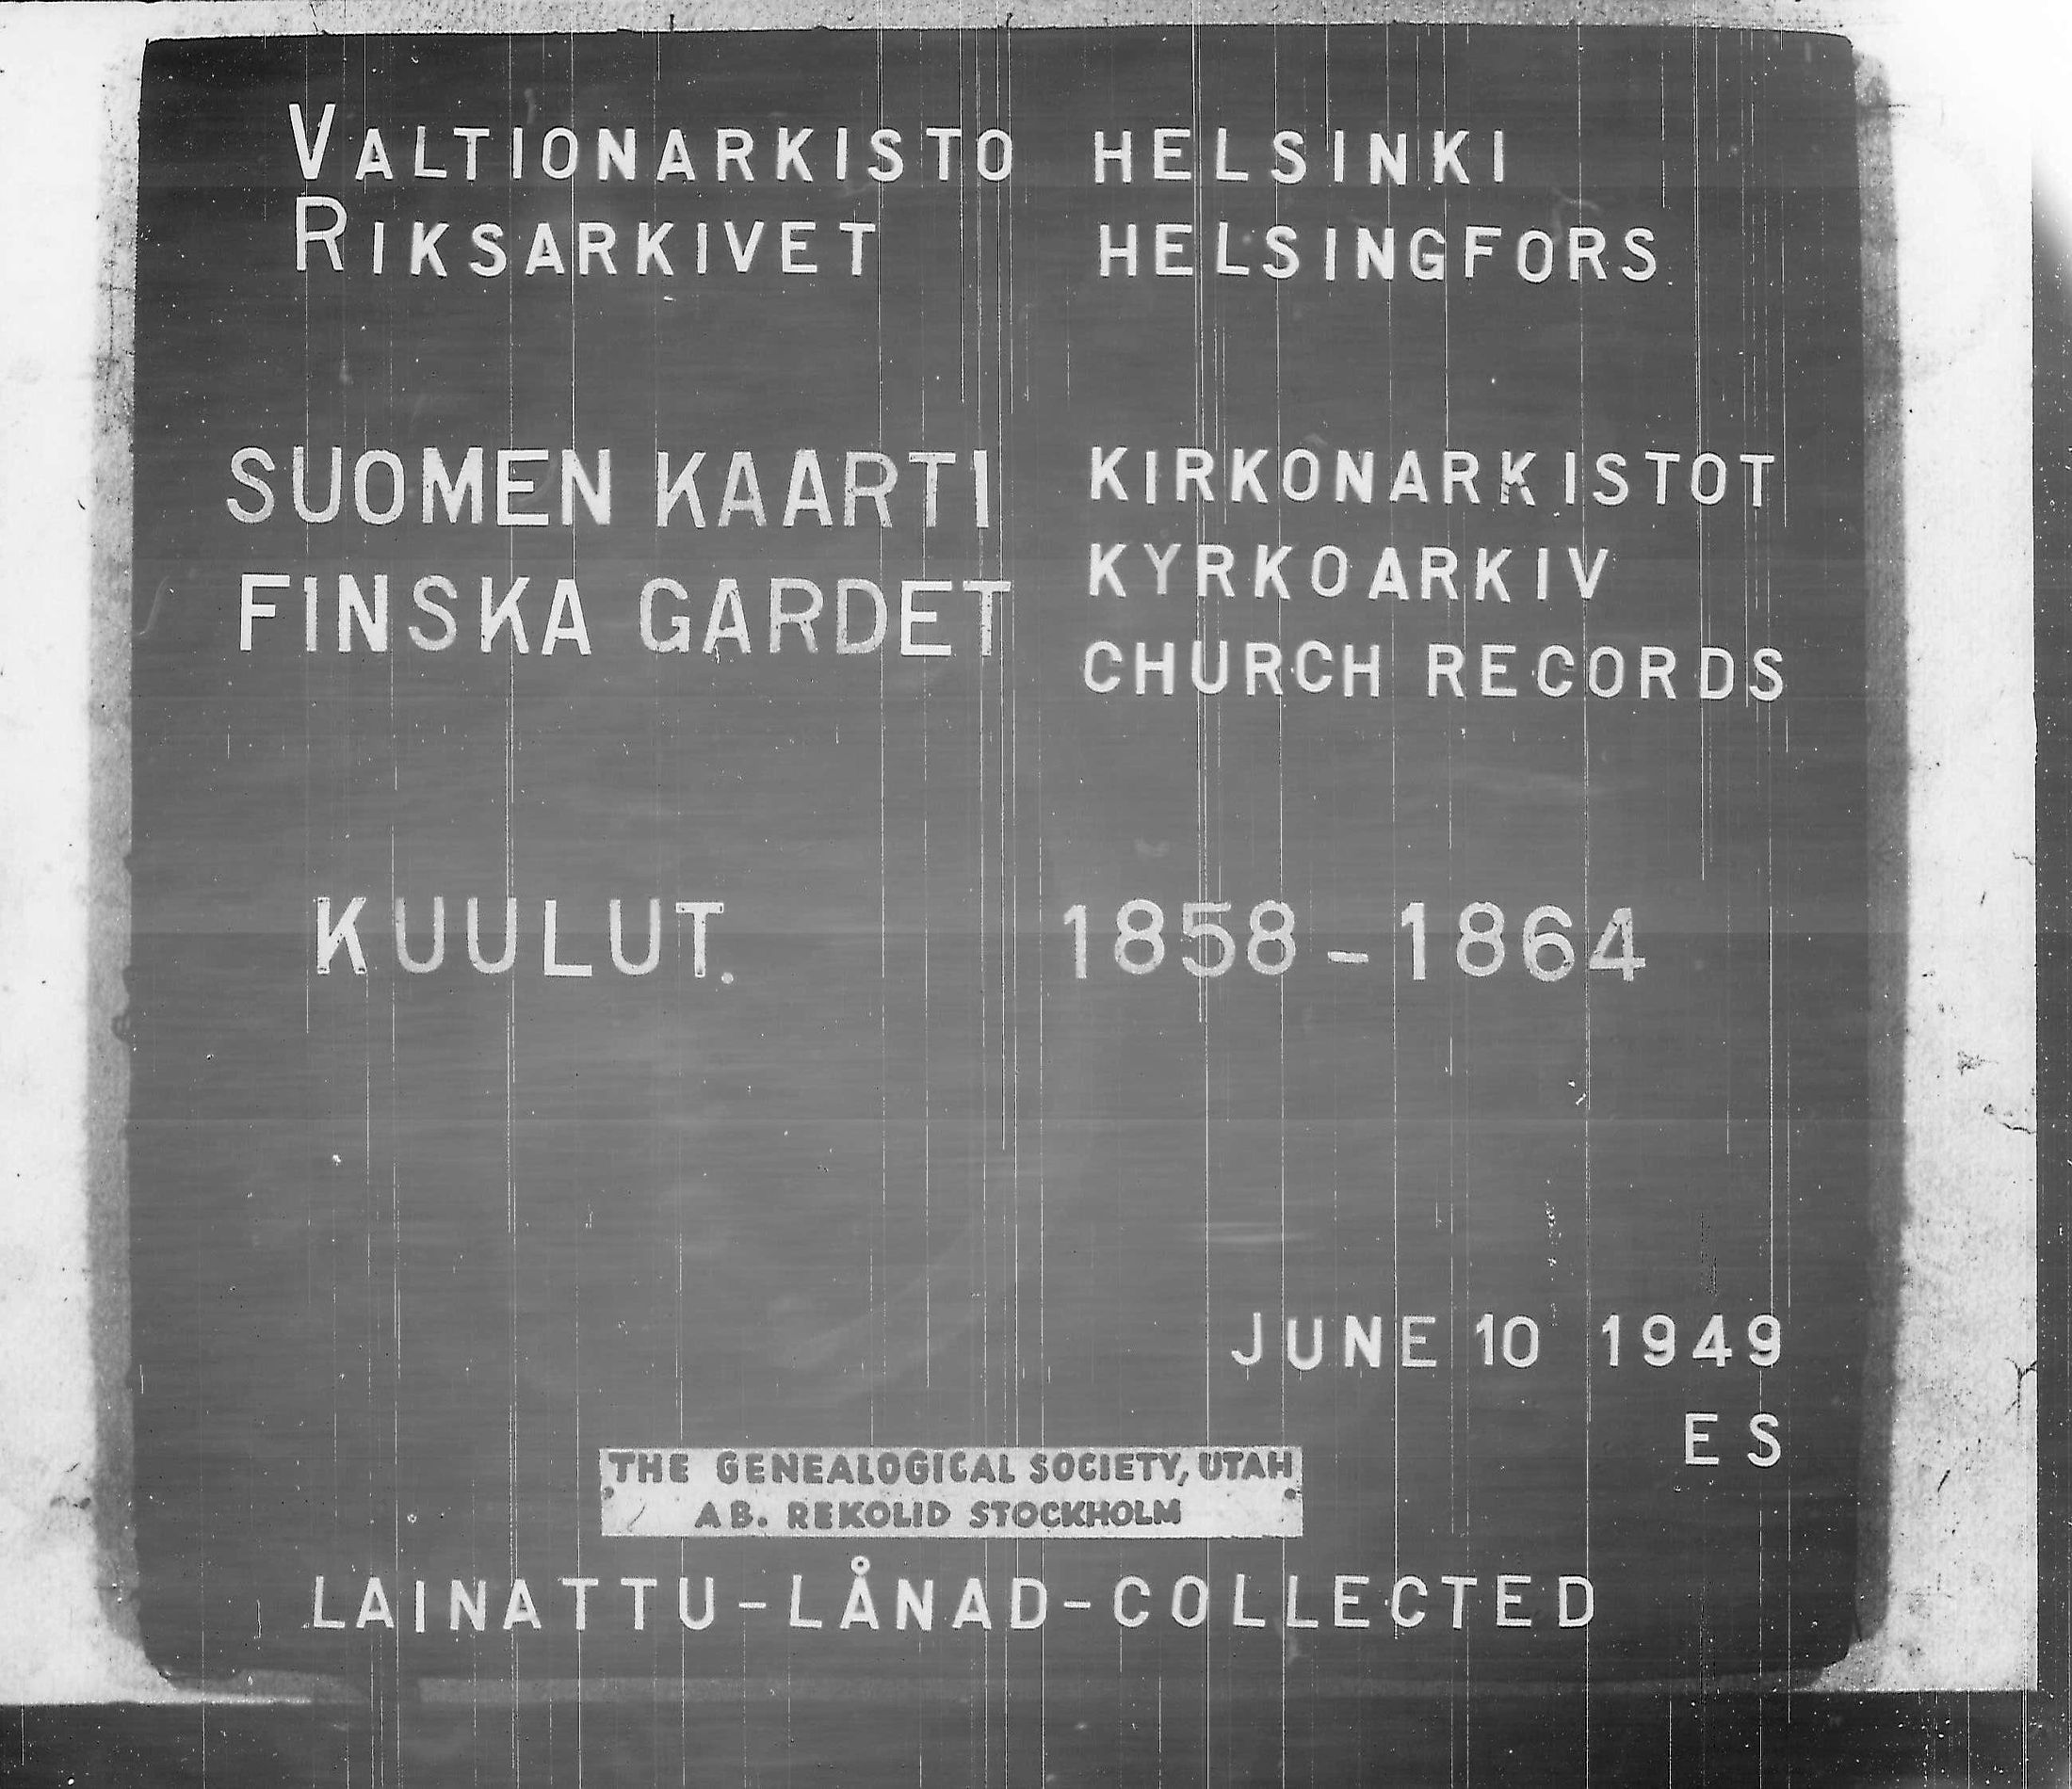 VALTIONARKISTO HELSINKI
RIKSARKIVET HELSINGFORS
SUOMEN KAARTI
FINSKA GARDET
KIRKONARKISTOT
KYRKOARKIV
CHURCH RECORDS
KUULUT. 1858-1864
JUNE 10 1949
ES
THE GENEALOGICAL SOCIETY, UTAH
AB. REKOLID STOCKHOLM
LAINATTU-LÅNAD-COLLECTED